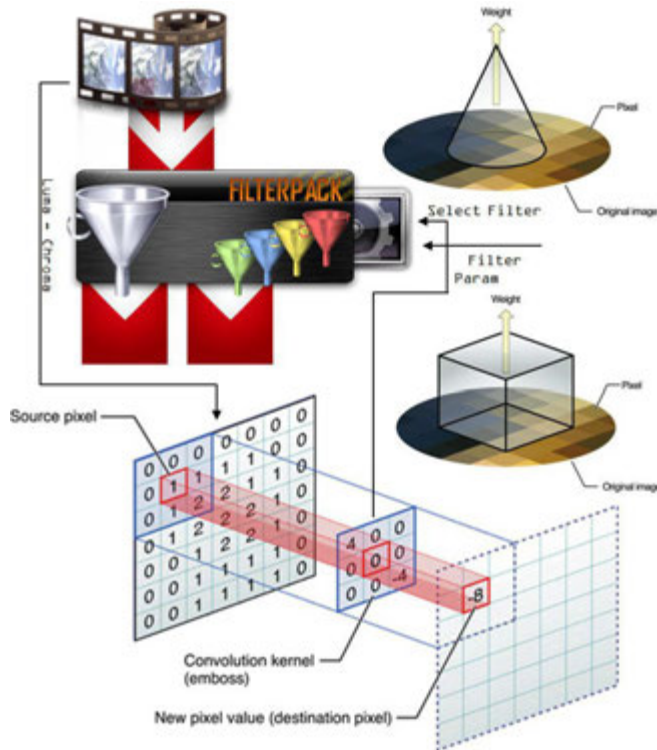 Weight
Pixel
FILTERPACK
Original image
Select Filter
Luma - Chroma
Filter
Param
Weight
Pixel
Original image
Source pixel
0 0 0 0 0 0 0
0 1 1 1 1 1 0
0 1 2 2 1 1 0
0 1 2 2 2 1 0
0 1 2 2 1 1 0
0 0 1 1 1 1 0
4 0 0
0 0 0
0 0 -4
-8
Convolution kernel
(emboss)
New pixel value (destination pixel)